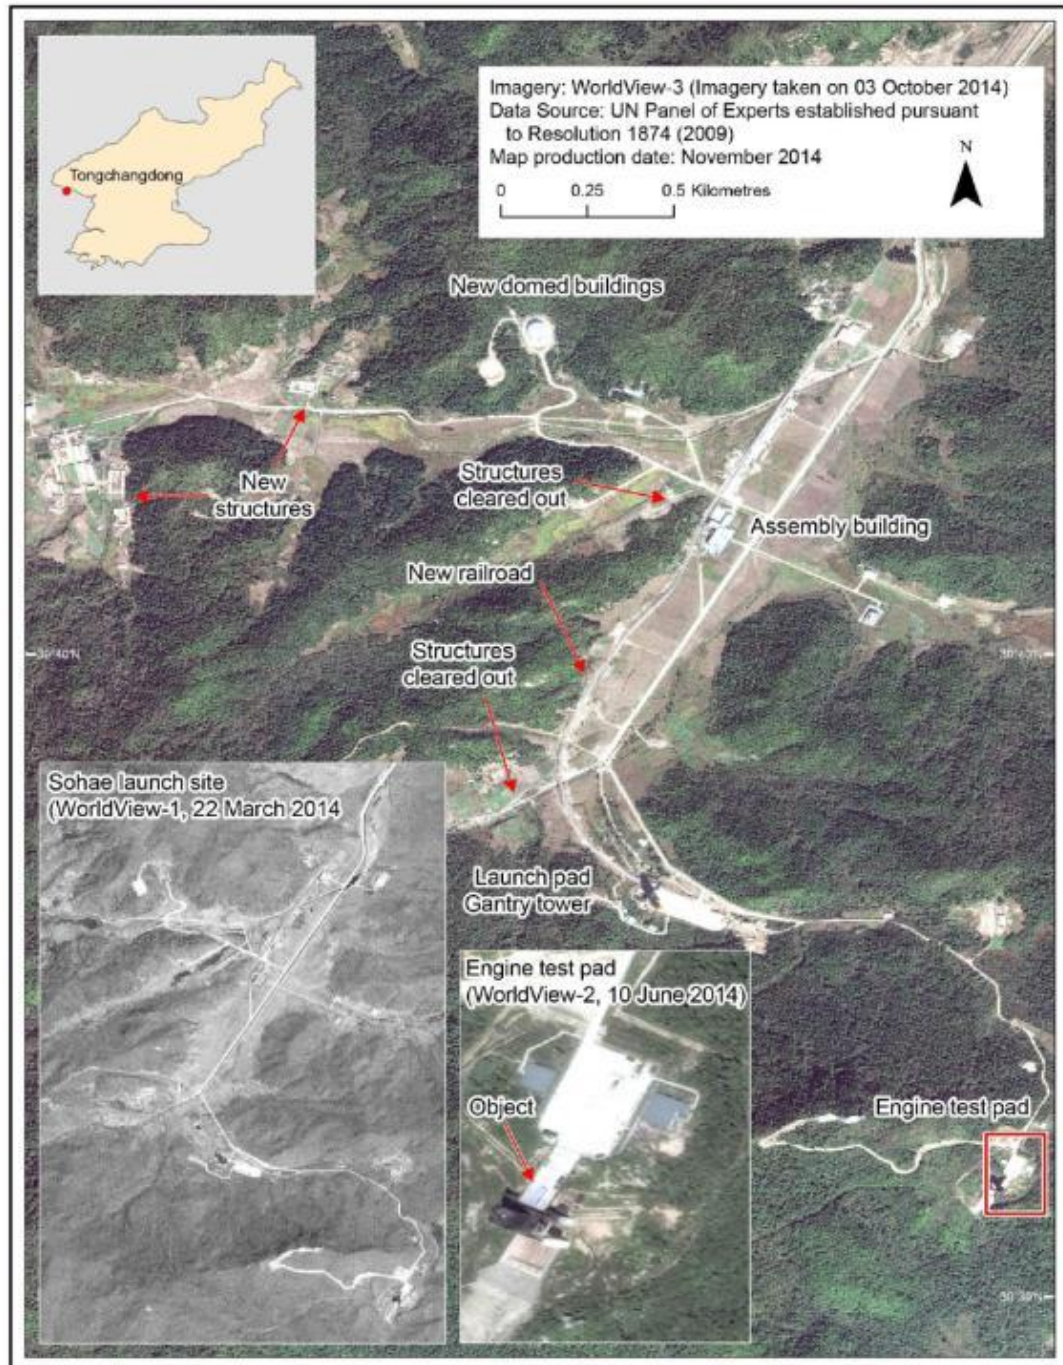 Tongchangdong
Imagery: WorldView-3 (Imagery taken on 03 October 2014)
Data Source: UN Panel of Experts established pursuant
to Resolution 1874 (2009)
Map production date: November 2014
N
0 0.25 0.5 Kilometres
New domed buildings
New
structures
Structures
cleared out
Assembly building
New railroad
Structures
cleared out
Sohae launch site
(WorldView-1, 22 March 2014
Launch pad
Gantry tower
Engine test pad
(WorldView-2, 10 June 2014)
Object
Engine test pad